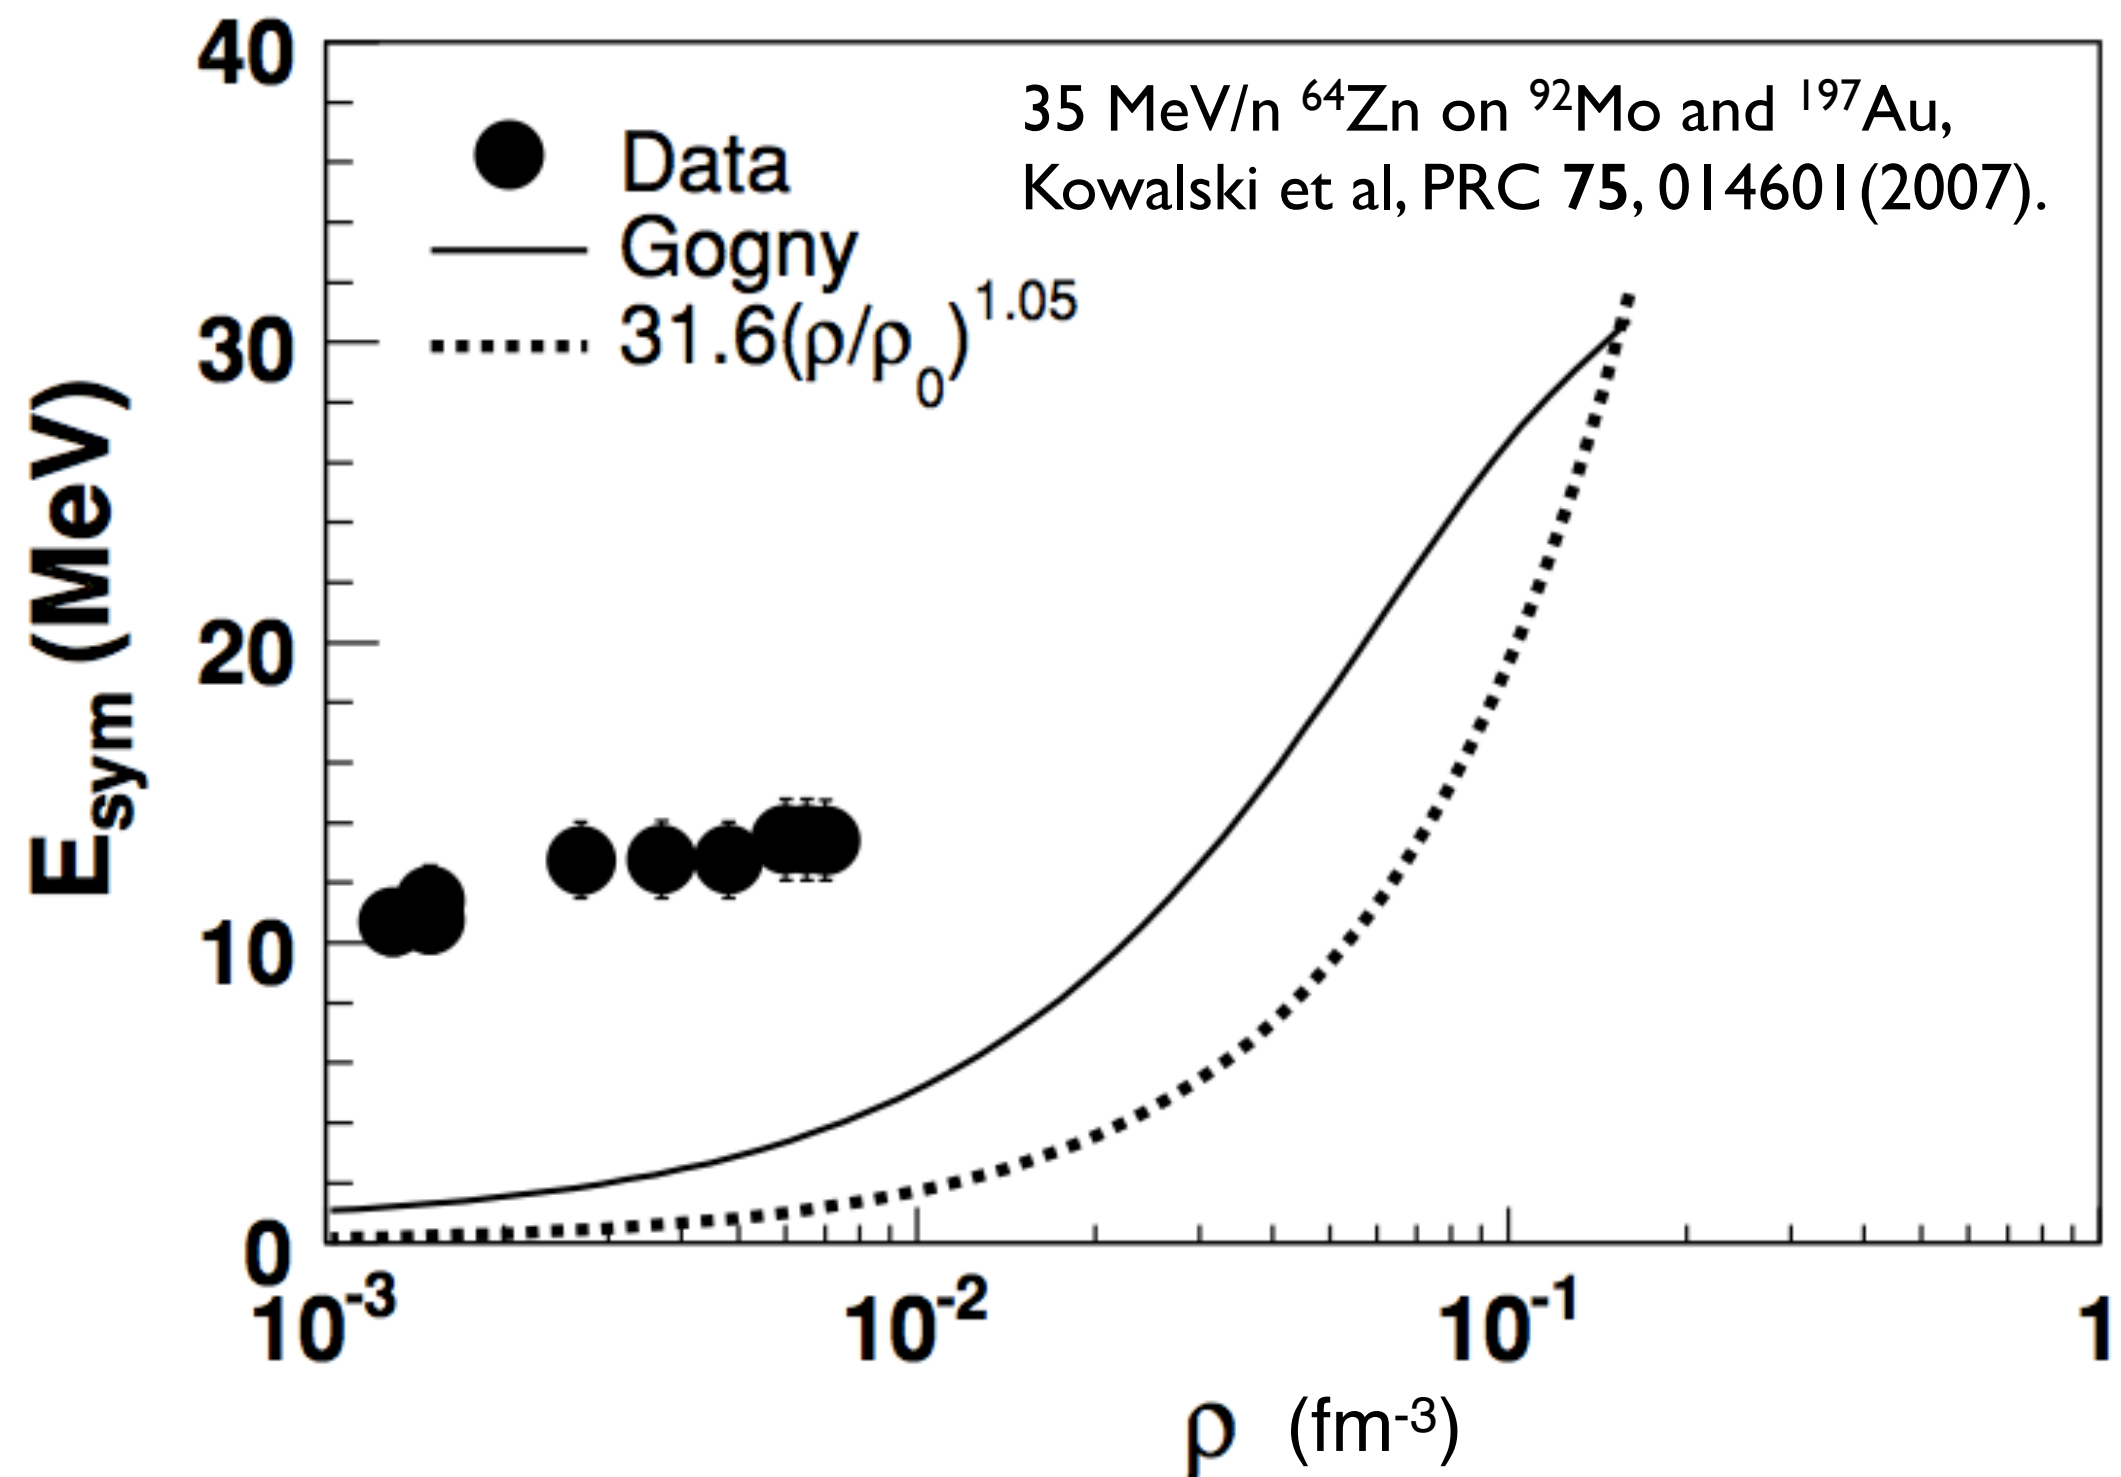 40
35 MeV/n ⁶⁴Zn on ⁹²Mo and ¹⁹⁷Au,
Kowalski et al, PRC 75, 014601(2007).
Data
Gogny
31.6(ρ/ρ₀)¹·⁰⁵
30
20
10
0
E_sym (MeV)
10⁻³ 10⁻² 10⁻¹ 1
ρ (fm⁻³)